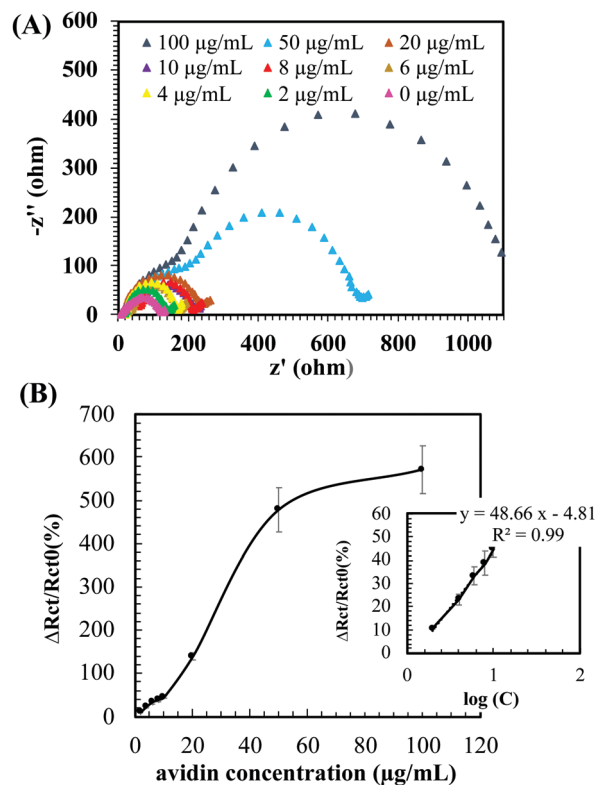 (A)
600
500
400
300
200
100
0
-z'' (ohm)
100 µg/mL 50 µg/mL 20 µg/mL
10 µg/mL 8 µg/mL 6 µg/mL
4 µg/mL 2 µg/mL 0 µg/mL
0 200 400 600 800 1000
z' (ohm)
(B)
700
600
500
400
300
200
100
0
ΔRct/Rct0(%)
0 20 40 60 80 100 120
avidin concentration (µg/mL)
y = 48.66 x - 4.81
R² = 0.99
60
50
40
30
20
10
0
ΔRct/Rct0(%)
0 1 2
log (C)